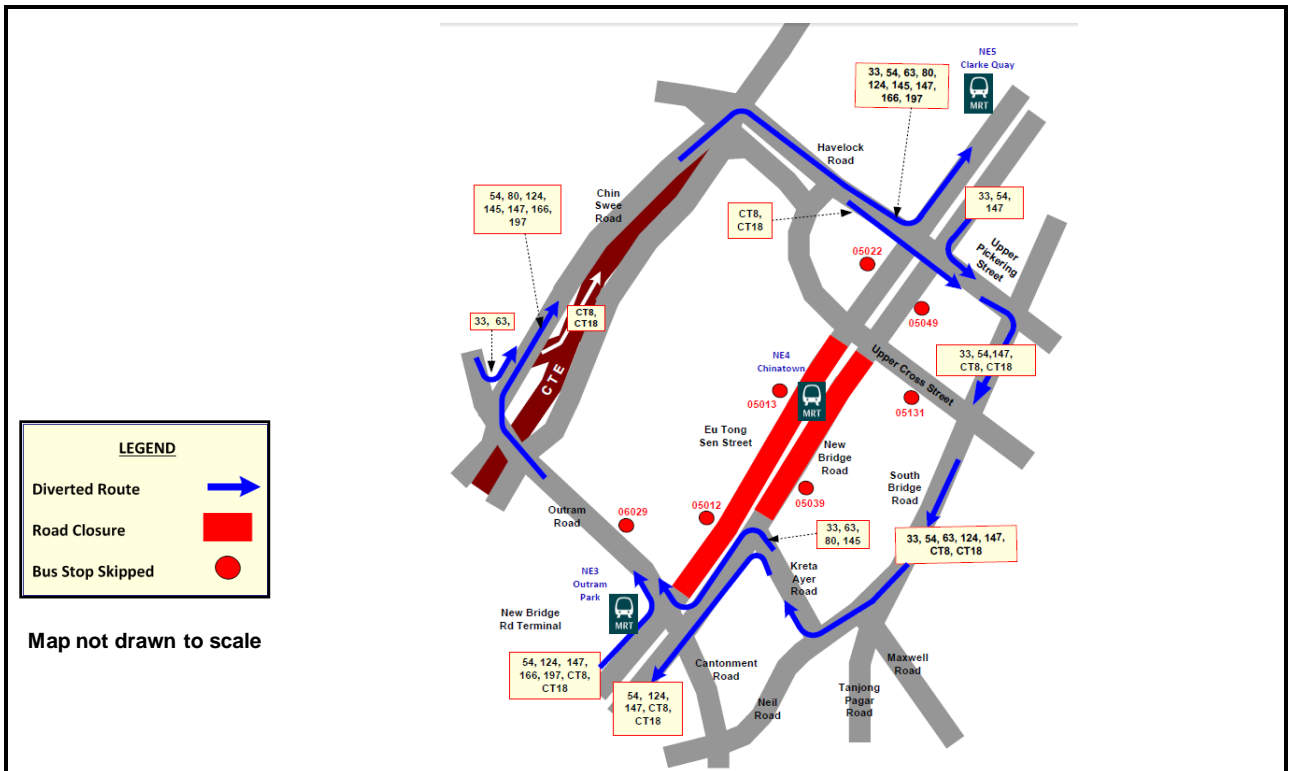 NE5
Clarke Quay
MRT
33, 54, 63, 80,
124, 145, 147,
166, 197
Havelock
Road
54, 80, 124,
145, 147, 166,
197
Chin
Swee
Road
CT8,
CT18
33, 54,
147
05022
Upper
Pickering
Street
33, 63,
CT8,
CT18
05049
CTE
NE4
Chinatown
MRT
05013
Upper Cross Street
33, 54,147,
CT8, CT18
05131
Eu Tong
Sen Street
New
Bridge
Road
LEGEND
Diverted Route
Road Closure
Bus Stop Skipped
Map not drawn to scale
05012
05039
South
Bridge
Road
Outram
Road
06029
33, 63,
80, 145
33, 54, 63, 124, 147,
CT8, CT18
NE3
Outram
Park
MRT
Kreta
Ayer
Road
New Bridge
Rd Terminal
54, 124, 147,
166, 197, CT8,
CT18
54, 124,
147, CT8,
CT18
Cantonment
Road
Neil
Road
Tanjong
Pagar
Road
Maxwell
Road